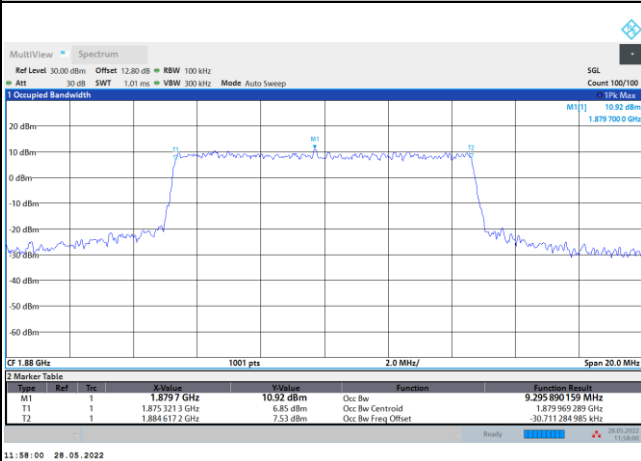 MultiView Spectrum
Ref Level 30.00 dBm Offset 12.80 dB RBW 100 kHz SGL
Att 30 dB SWT 1.01 ms VBW 300 kHz Mode Auto Sweep Count 100/100
1 Occupied Bandwidth 1Pk Max
M1[1] 10.92 dBm
1.879 700 0 GHz
20 dBm
M1
10 dBm
T1
T2
0 dBm
-10 dBm
-20 dBm
-30 dBm
-40 dBm
-50 dBm
-60 dBm
CF 1.88 GHz 1001 pts 2.0 MHz/ Span 20.0 MHz
2 Marker Table
Type Ref Trc X-Value Y-Value Function Function Result
M1 1 1.879 7 GHz 10.92 dBm Occ Bw 9.295 890 159 MHz
T1 1 1.875 321 3 GHz 6.85 dBm Occ Bw Centroid 1.879 969 289 GHz
T2 1 1.884 617 2 GHz 7.53 dBm Occ Bw Freq Offset -30.711 284 985 kHz
Ready 28.05.2022
11:58:00
11:58:00 28.05.2022